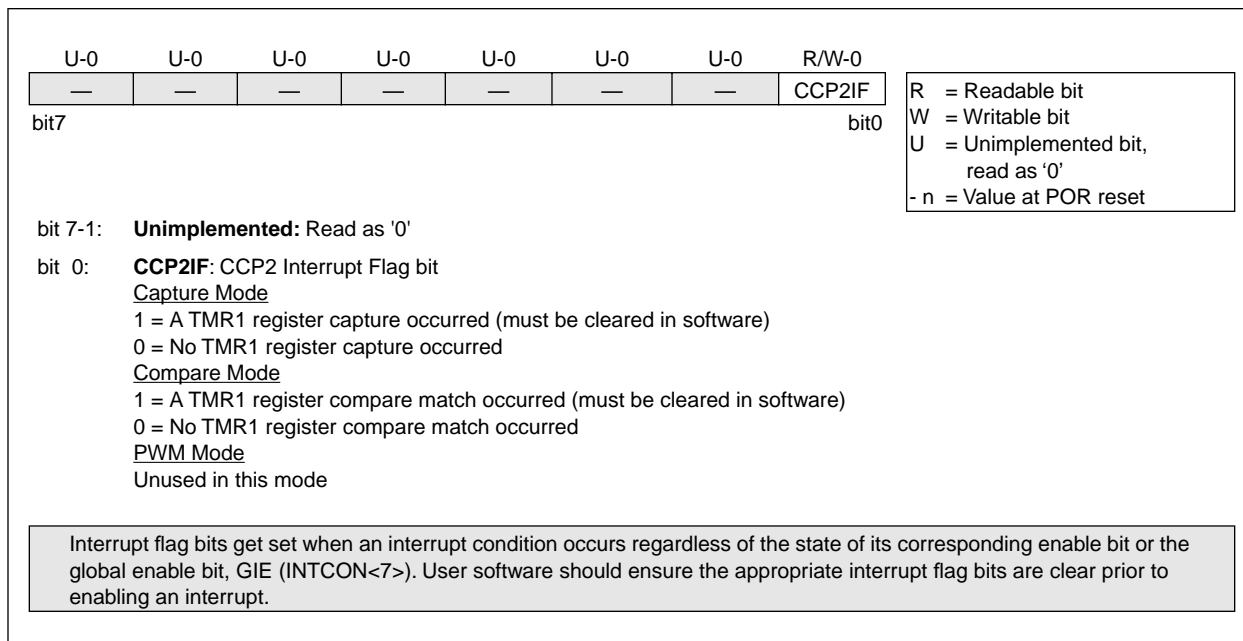 U-0 U-0 U-0 U-0 U-0 U-0 U-0 R/W-0
— — — — — — — CCP2IF
bit7 bit0
R = Readable bit
W = Writable bit
U = Unimplemented bit,
read as ‘0’
- n = Value at POR reset
bit 7-1: Unimplemented: Read as '0'
bit 0: CCP2IF: CCP2 Interrupt Flag bit
Capture Mode
1 = A TMR1 register capture occurred (must be cleared in software)
0 = No TMR1 register capture occurred
Compare Mode
1 = A TMR1 register compare match occurred (must be cleared in software)
0 = No TMR1 register compare match occurred
PWM Mode
Unused in this mode
Interrupt flag bits get set when an interrupt condition occurs regardless of the state of its corresponding enable bit or the
global enable bit, GIE (INTCON<7>). User software should ensure the appropriate interrupt flag bits are clear prior to
enabling an interrupt.